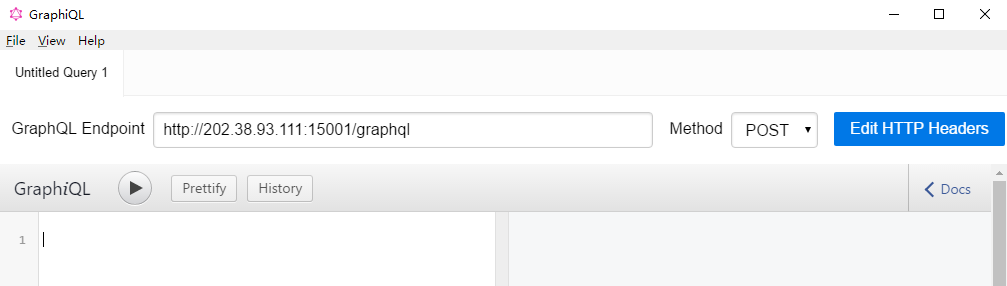 GraphiQL
File View Help
Untitled Query 1
GraphQL Endpoint http://202.38.93.111:15001/graphql Method POST Edit HTTP Headers
GraphiQL Prettify History Docs
1